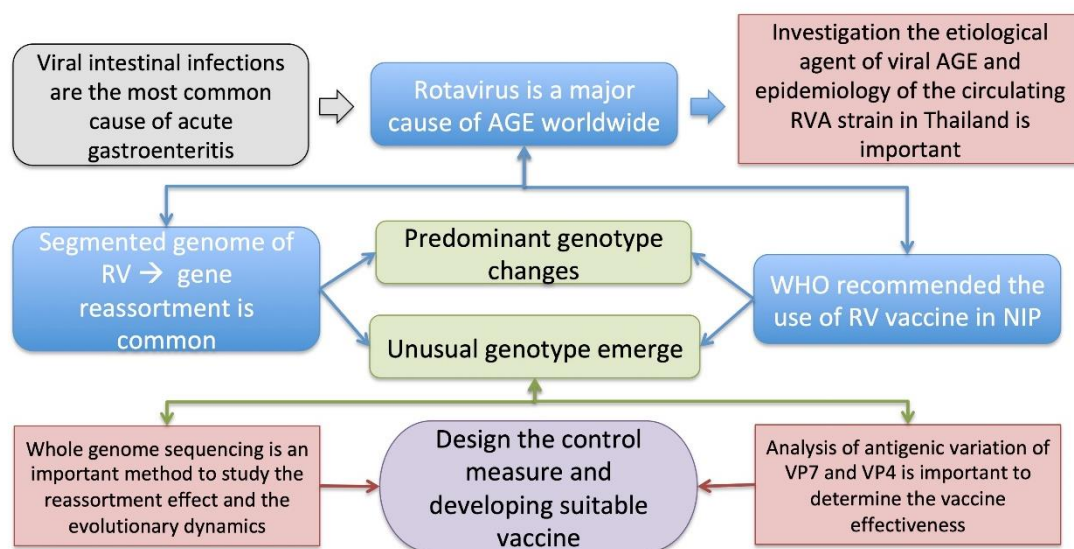 Viral intestinal infections
are the most common
cause of acute
gastroenteritis
Rotavirus is a major
cause of AGE worldwide
Investigation the etiological
agent of viral AGE and
epidemiology of the circulating
RVA strain in Thailand is
important
Segmented genome of
RV → gene
reassortment is
common
Predominant genotype
changes
Unusual genotype emerge
WHO recommended the
use of RV vaccine in NIP
Whole genome sequencing is an
important method to study the
reassortment effect and the
evolutionary dynamics
Design the control
measure and
developing suitable
vaccine
Analysis of antigenic variation of
VP7 and VP4 is important to
determine the vaccine
effectiveness